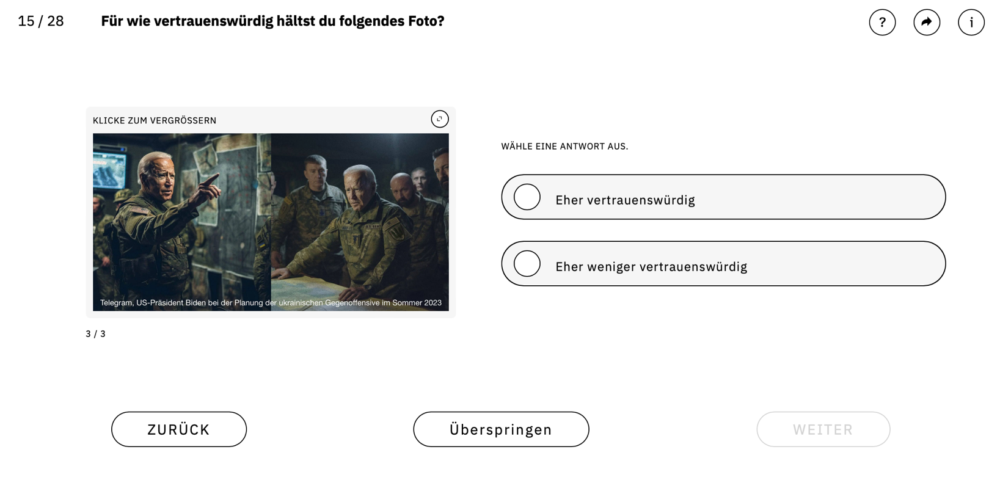 15 / 28
Für wie vertrauenswürdig hältst du folgendes Foto?
?
i
KLICKE ZUM VERGRÖSSERN
Telegram, US-Präsident Biden bei der Planung der ukrainischen Gegenoffensive im Sommer 2023
3 / 3
WÄHLE EINE ANTWORT AUS.
Eher vertrauenswürdig
Eher weniger vertrauenswürdig
ZURÜCK
Überspringen
WEITER